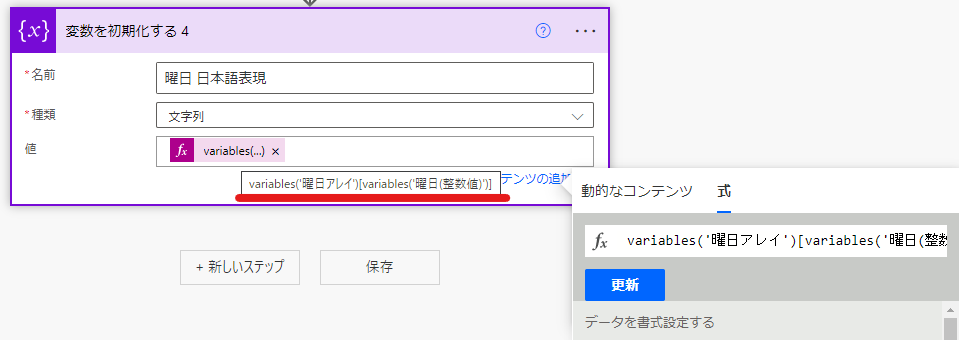 {x} 変数を初期化する 4
*名前 曜日 日本語表現
*種類 文字列
値 fx variables(...) ×
variables('曜日アレイ')[variables('曜日(整数値)')]
テンツの追加
動的なコンテンツ 式
fx variables('曜日アレイ')[variables('曜日(整数
更新
データを書式設定する
+ 新しいステップ 保存